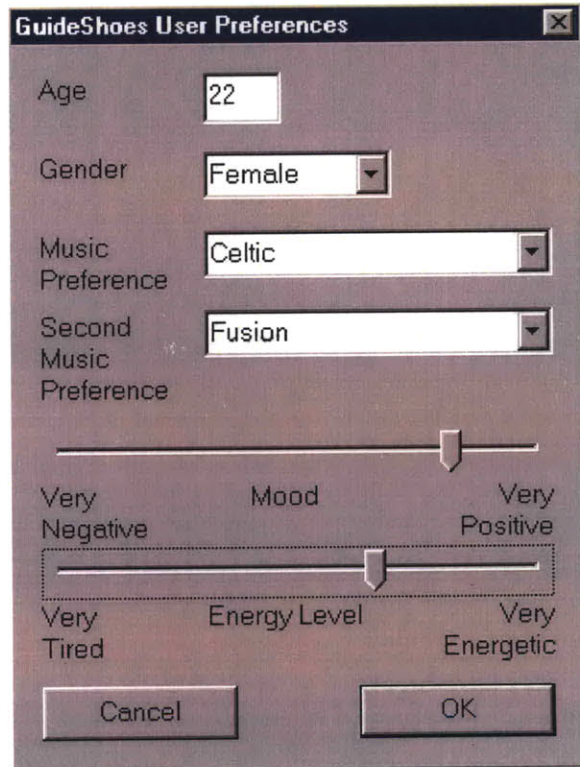 GuideShoes User Preferences
Age
22
Gender
Female
Music
Preference
Celtic
Second
Music
Preference
Fusion
Very
Negative
Mood
Very
Positive
Very
Tired
Energy Level
Very
Energetic
Cancel
OK